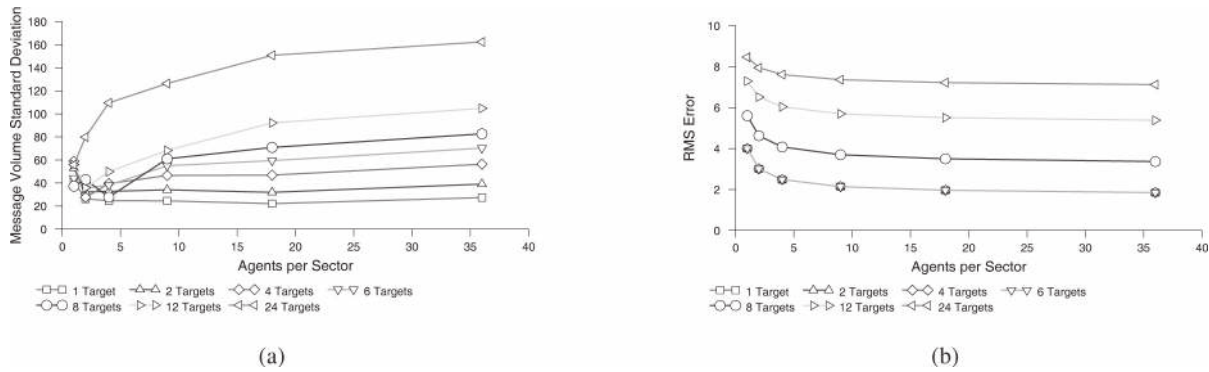 Message Volume Standard Deviation
180
160
140
120
100
80
60
40
20
0
0 5 10 15 20 25 30 35 40
Agents per Sector
1 Target 2 Targets 4 Targets 6 Targets
8 Targets 12 Targets 24 Targets
(a)
RMS Error
10
8
6
4
2
0
0 5 10 15 20 25 30 35 40
Agents per Sector
1 Target 2 Targets 4 Targets 6 Targets
8 Targets 12 Targets 24 Targets
(b)